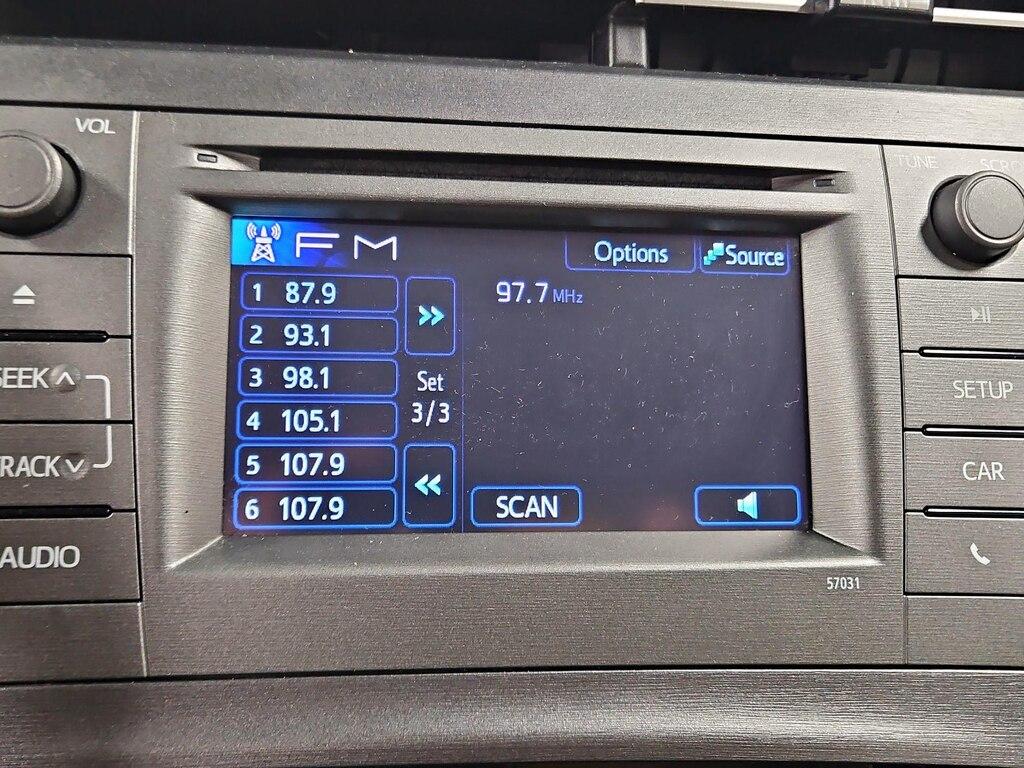 VOL
TUNE SCRO
FM
Options
Source
1 87.9
97.7 MHz
2 93.1
3 98.1
Set
3/3
4 105.1
5 107.9
6 107.9
SCAN
SEEK
TRACK
AUDIO
SETUP
CAR
57031